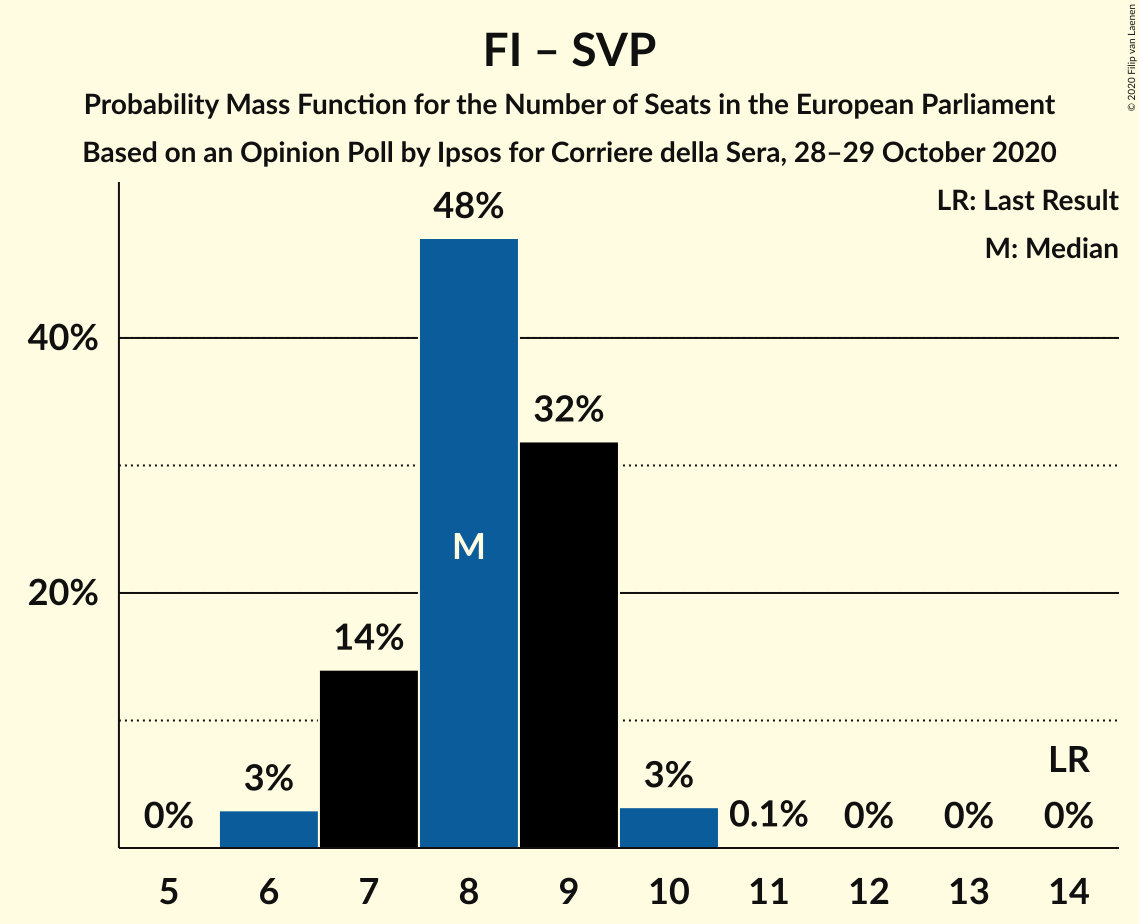 FI – SVP
Probability Mass Function for the Number of Seats in the European Parliament
Based on an Opinion Poll by Ipsos for Corriere della Sera, 28–29 October 2020
© 2020 Filip van Laenen
LR: Last Result
M: Median
48%
40%
32%
M
20%
14%
LR
3%
3%
0%
0.1%
0%
0%
0%
5 6 7 8 9 10 11 12 13 14